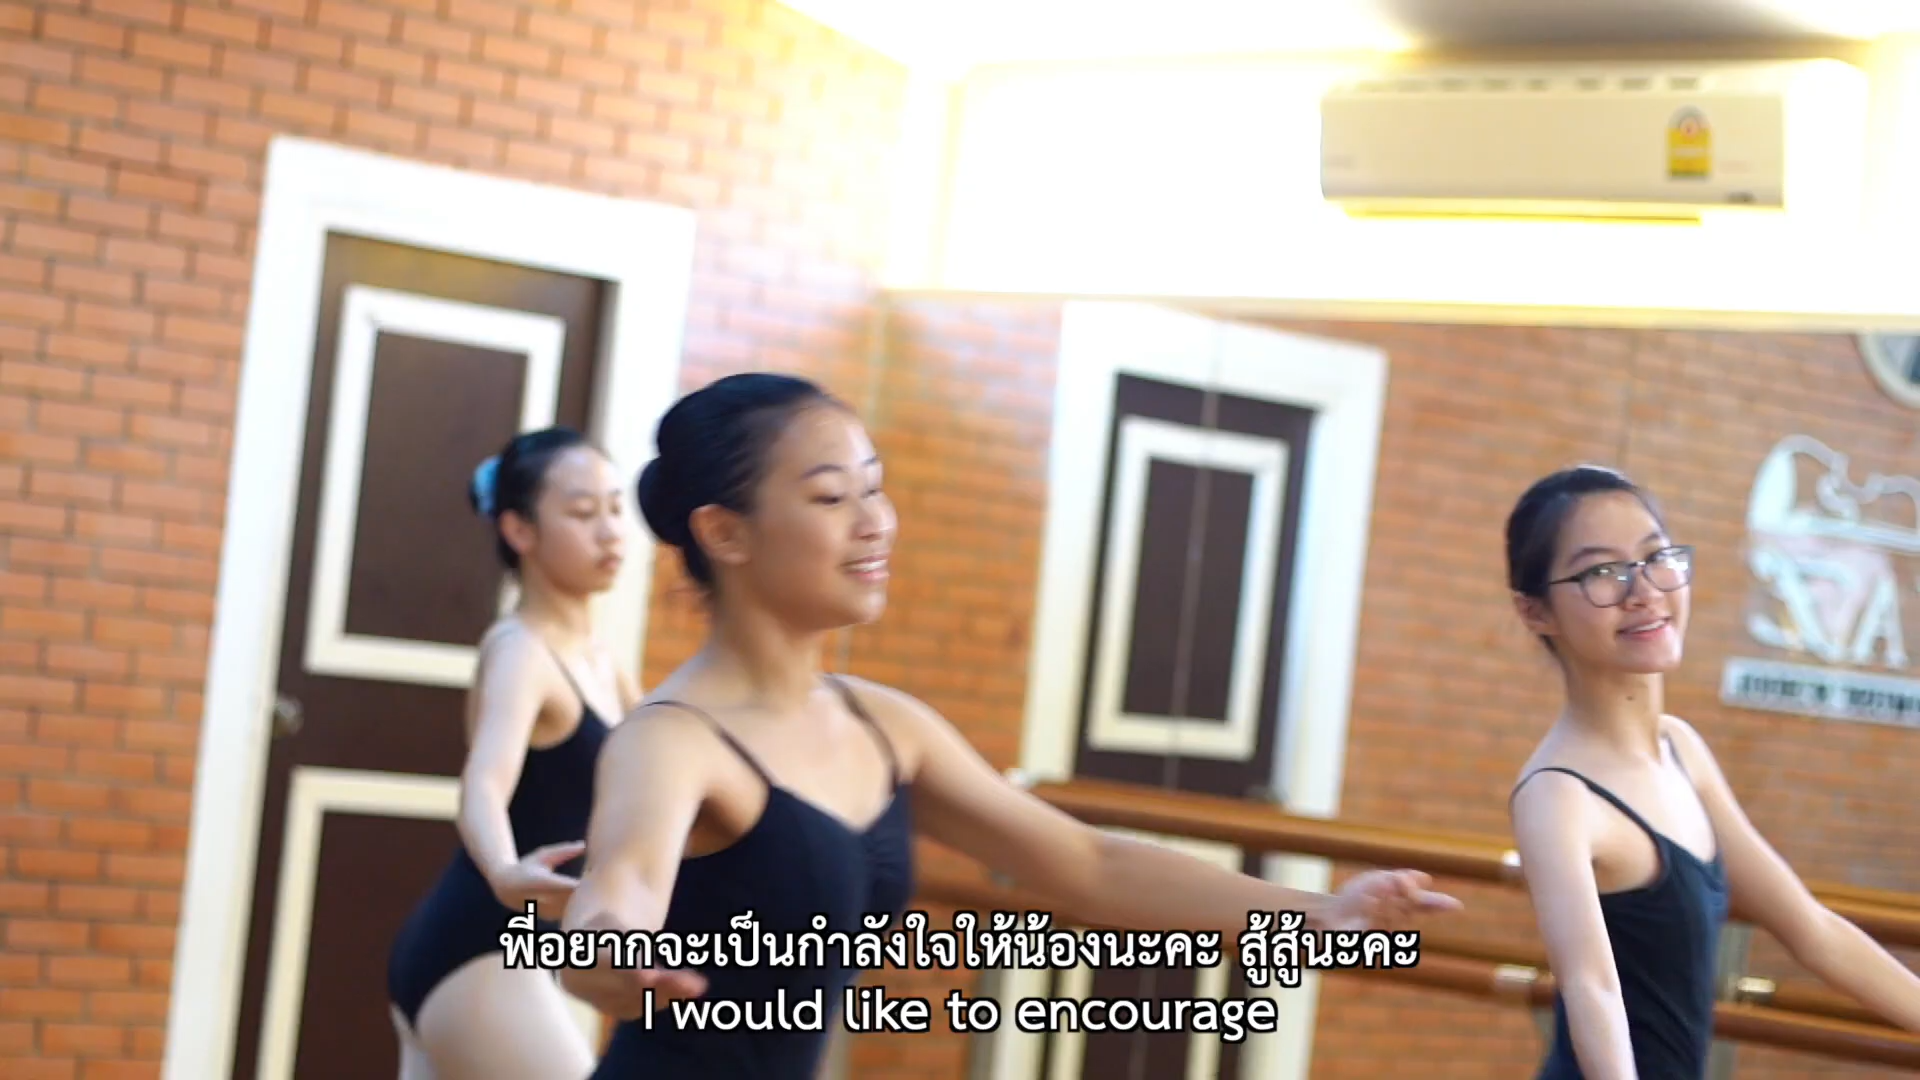 พี่อยากจะเป็นกำลังใจให้น้องนะคะ สู้สู้นะคะ
I would like to encourage